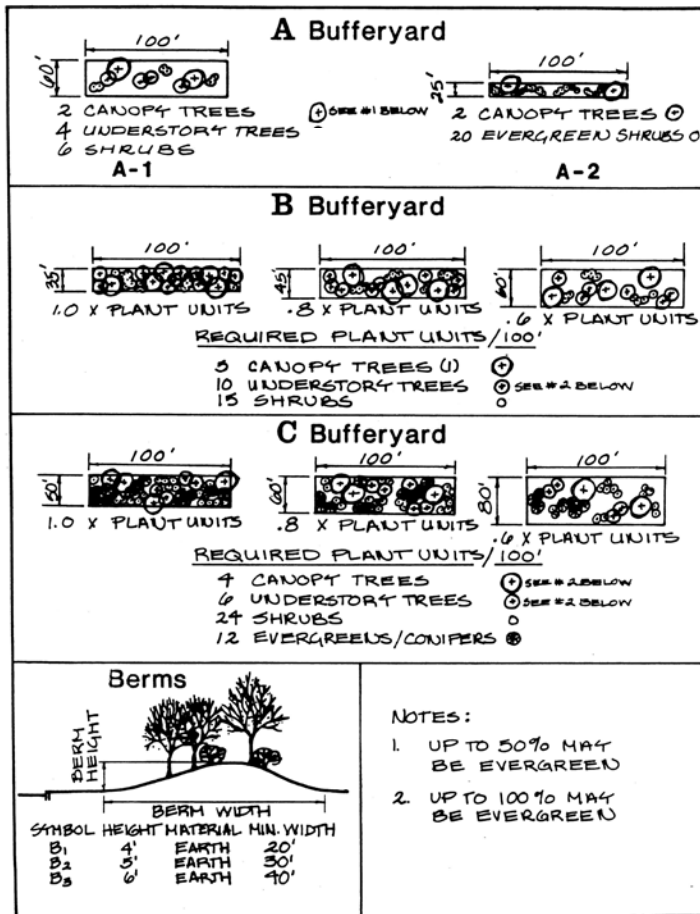 A Bufferyard
100'
60'
2 CANOPY TREES
4 UNDERSTORY TREES
6 SHRUBS
A-1
+ SEE #1 BELOW
100'
25'
2 CANOPY TREES
20 EVERGREEN SHRUBS
A-2
B Bufferyard
100'
35'
1.0 X PLANT UNITS
100'
45'
.8 X PLANT UNITS
100'
60'
.6 X PLANT UNITS
REQUIRED PLANT UNITS/100'
5 CANOPY TREES (1)
10 UNDERSTORY TREES SEE #2 BELOW
15 SHRUBS
C Bufferyard
100'
50'
1.0 X PLANT UNITS
100'
60'
.8 X PLANT UNITS
100'
80'
.6 X PLANT UNITS
REQUIRED PLANT UNITS/100'
4 CANOPY TREES SEE #2 BELOW
6 UNDERSTORY TREES SEE #2 BELOW
24 SHRUBS
12 EVERGREENS/CONIFERS
Berms
BERM HEIGHT
BERM WIDTH
SYMBOL HEIGHT MATERIAL MIN. WIDTH
B1 4' EARTH 20'
B2 5' EARTH 30'
B3 6' EARTH 40'
NOTES:
1. UP TO 50% MAY
BE EVERGREEN
2. UP TO 100% MAY
BE EVERGREEN